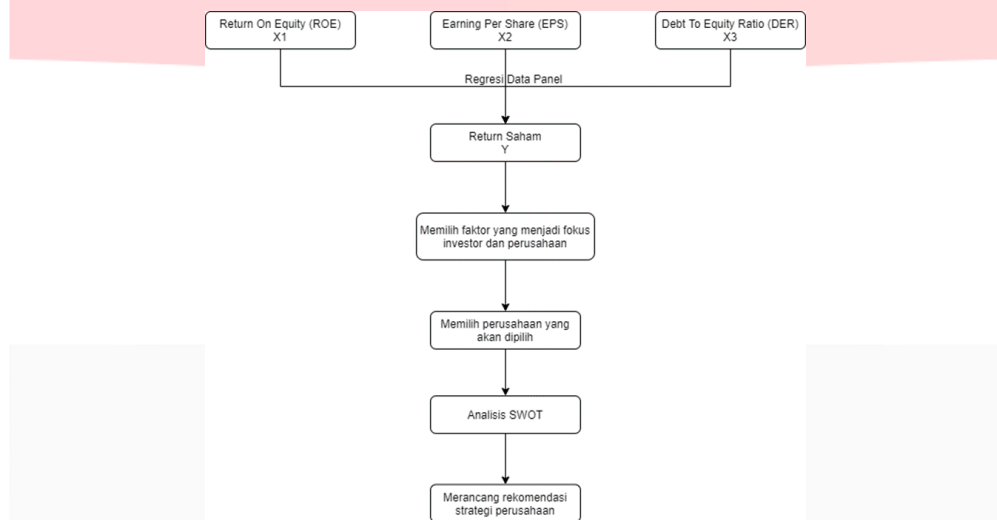 Return On Equity (ROE)
X1
Earning Per Share (EPS)
X2
Debt To Equity Ratio (DER)
X3
Regresi Data Panel
Return Saham
Y
Memilih faktor yang menjadi fokus
investor dan perusahaan
Memilih perusahaan yang
akan dipilih
Analisis SWOT
Merancang rekomendasi
strategi perusahaan